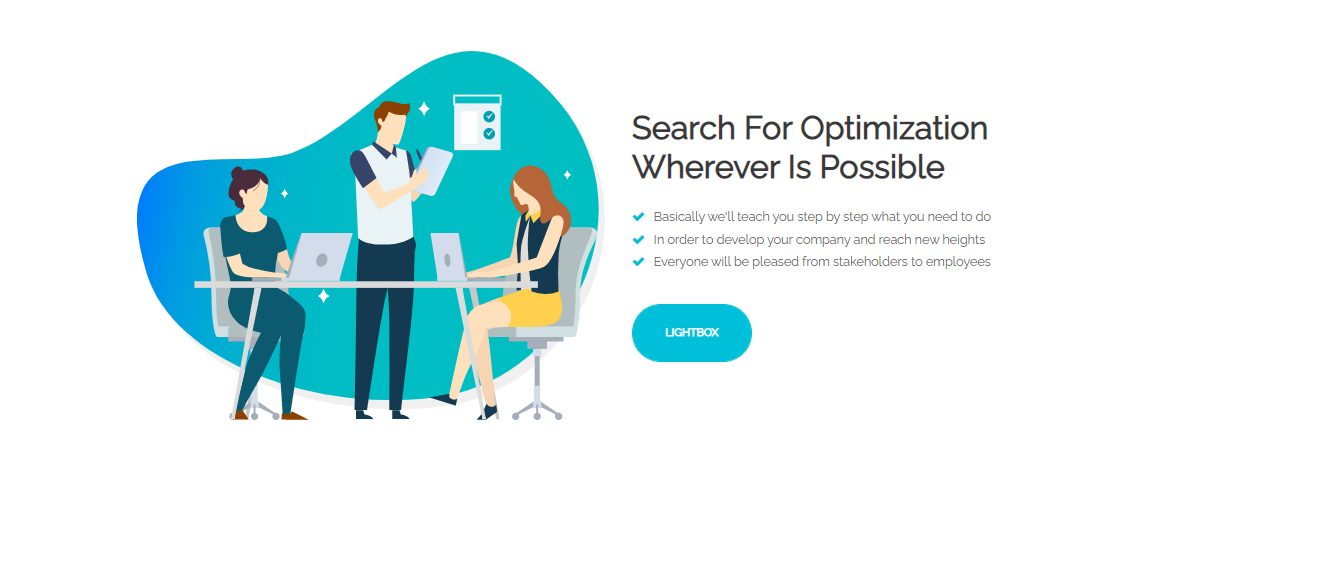 Search For Optimization
Wherever Is Possible
Basically we'll teach you step by step what you need to do
In order to develop your company and reach new heights
Everyone will be pleased from stakeholders to employees
LIGHTBOX